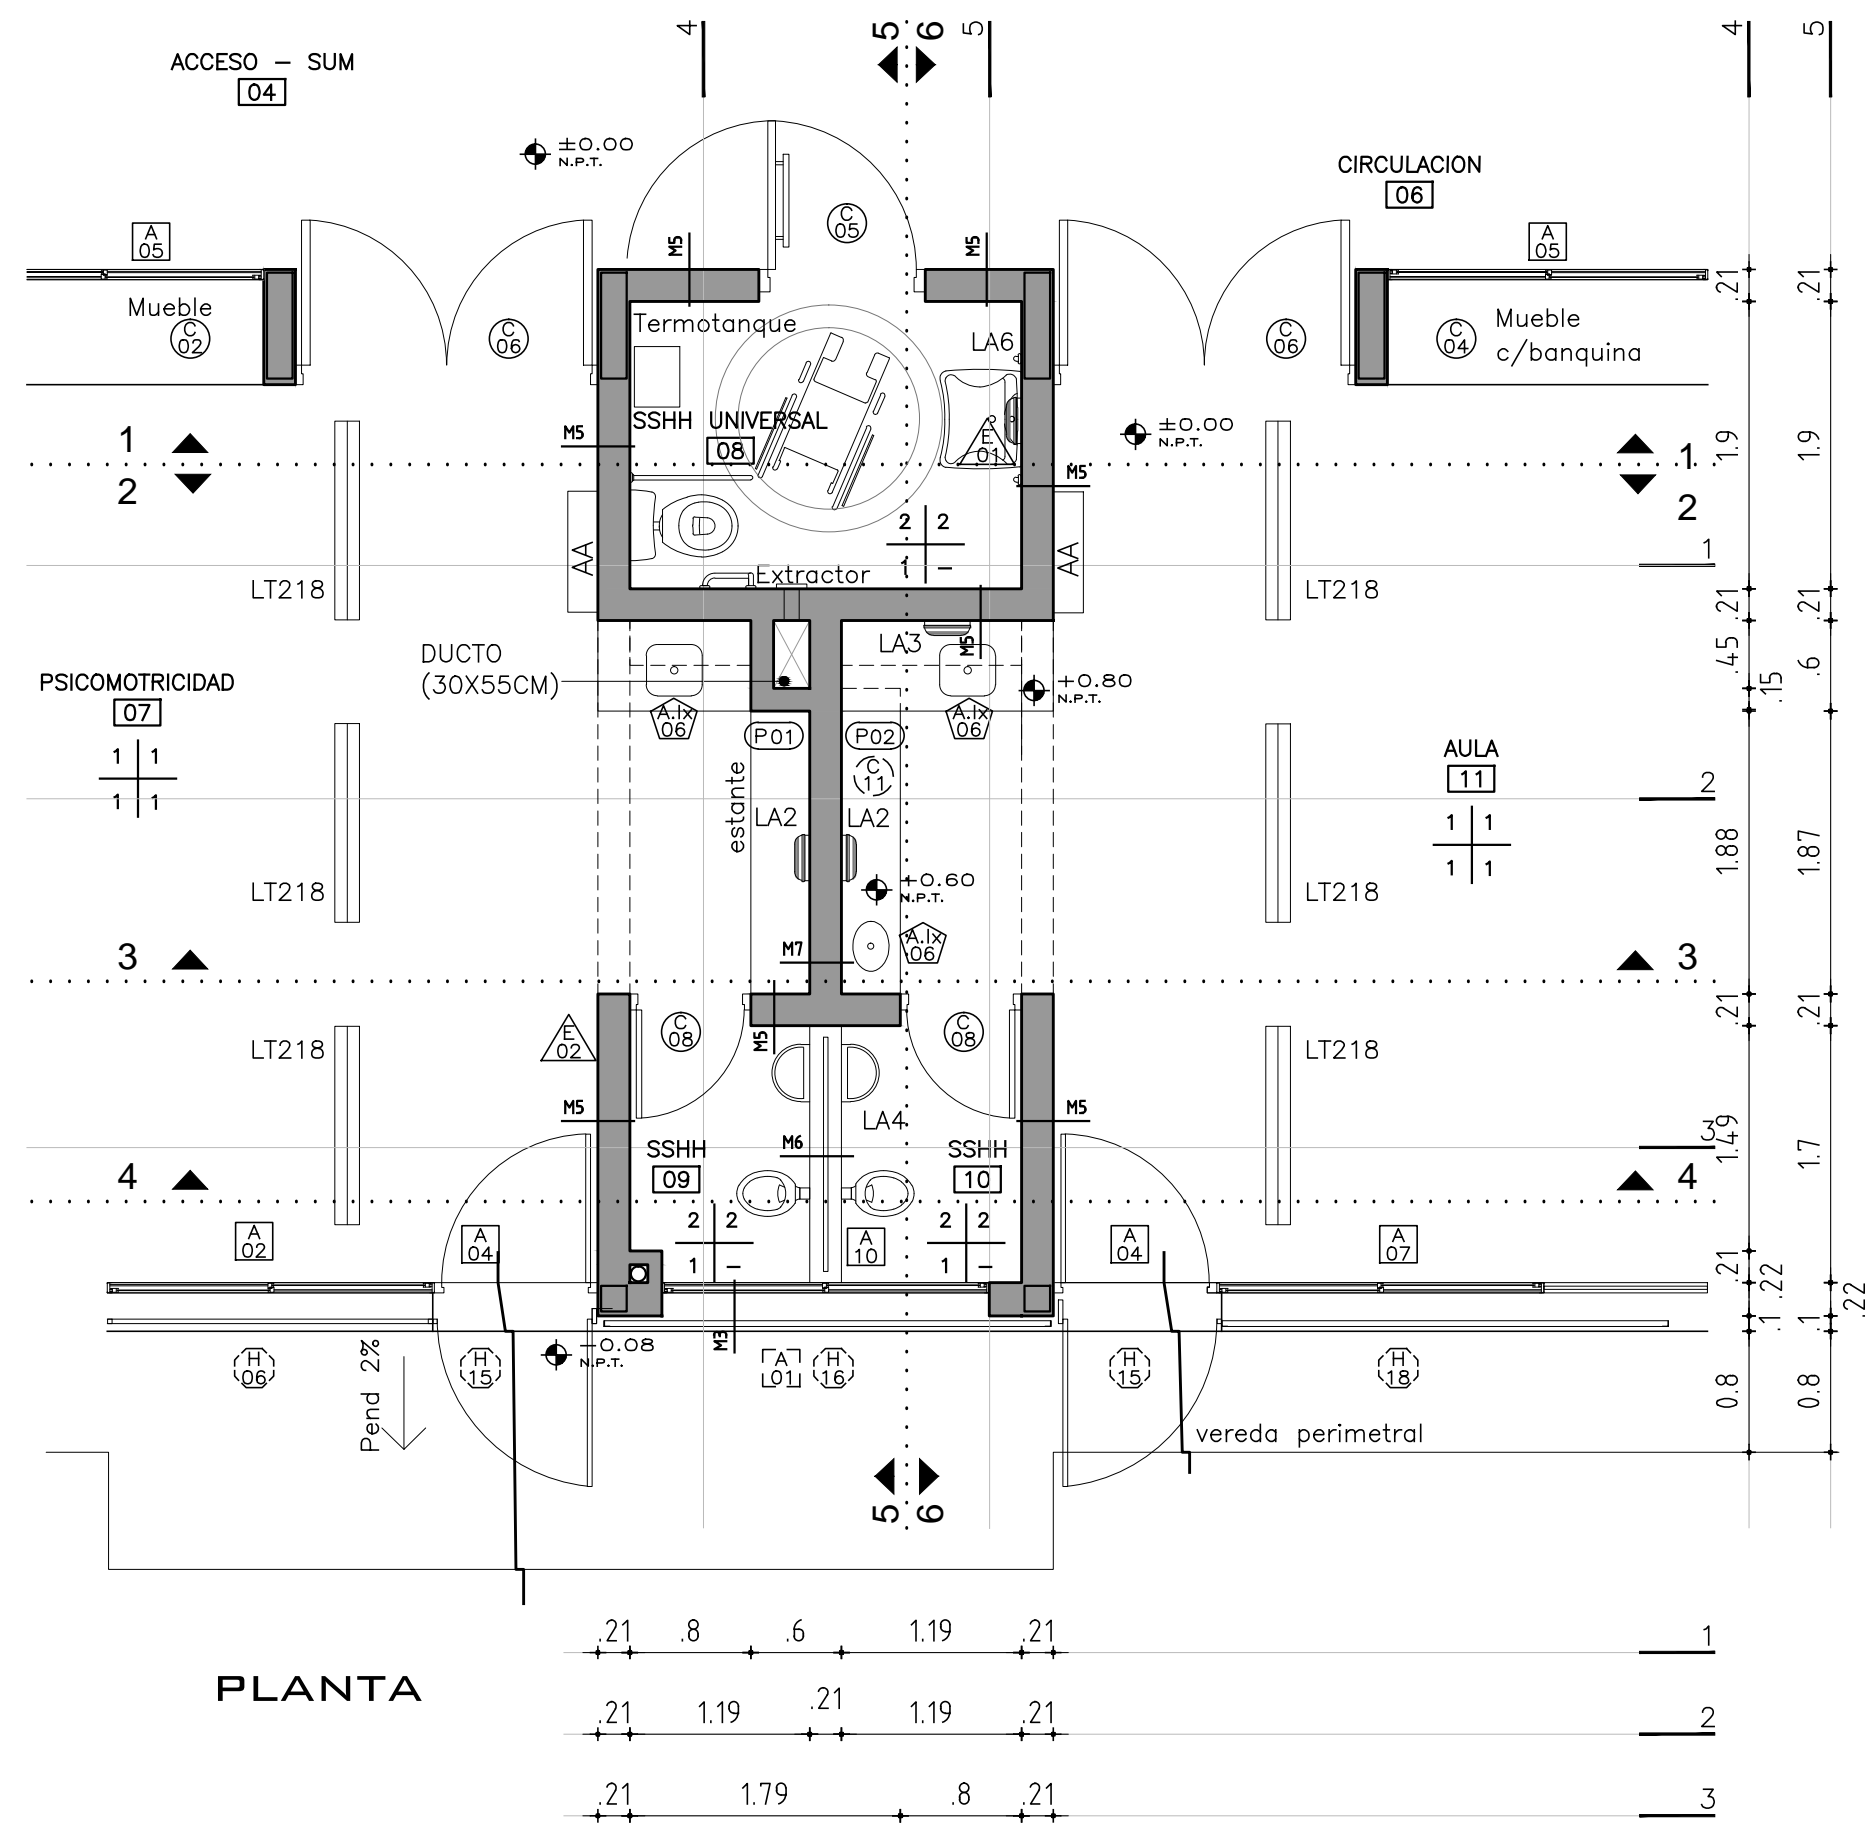 4
5
6
5
4
5
ACCESO - SUM
04
±0.00
N.P.T.
CIRCULACION
06
A
05
M5
C
05
M5
A
05
.21
.21
Mueble
C
02
C
06
Termotanque
LA6
C
06
C
04
Mueble
c/banquina
SSHH UNIVERSAL
08
E
01
±0.00
N.P.T.
M5
M5
1
2
1
2
1.9
1.9
AA
2 2
1 -
AA
Extractor
1
LT218
LT218
.21
.21
DUCTO
(30X55CM)
LA3
M5
+0.80
N.P.T.
.45
.6
.15
PSICOMOTRICIDAD
07
1 1
1 1
A.Ix
06
A.Ix
06
P01
P02
C
11
estante
LA2
LA2
AULA
11
1 1
1 1
2
1.88
1.87
LT218
+0.60
N.P.T.
LT218
M7
A.Ix
06
3
3
.21
.21
LT218
E
02
C
08
M5
C
08
LT218
M5
M5
LA4
3
1.49
1.7
SSHH
09
M6
SSHH
10
4
4
A
02
A
04
2 2
1 -
A
10
2 2
1 -
A
04
A
07
.21
.22
.22
.1
.1
M3
-0.08
N.P.T.
H
06
Pend 2%
H
15
A
01
H
16
H
15
H
18
0.8
0.8
vereda perimetral
5
6
.21 .8 .6 1.19 .21 1
PLANTA
.21 1.19 .21 1.19 .21 2
.21 1.79 .8 .21 3